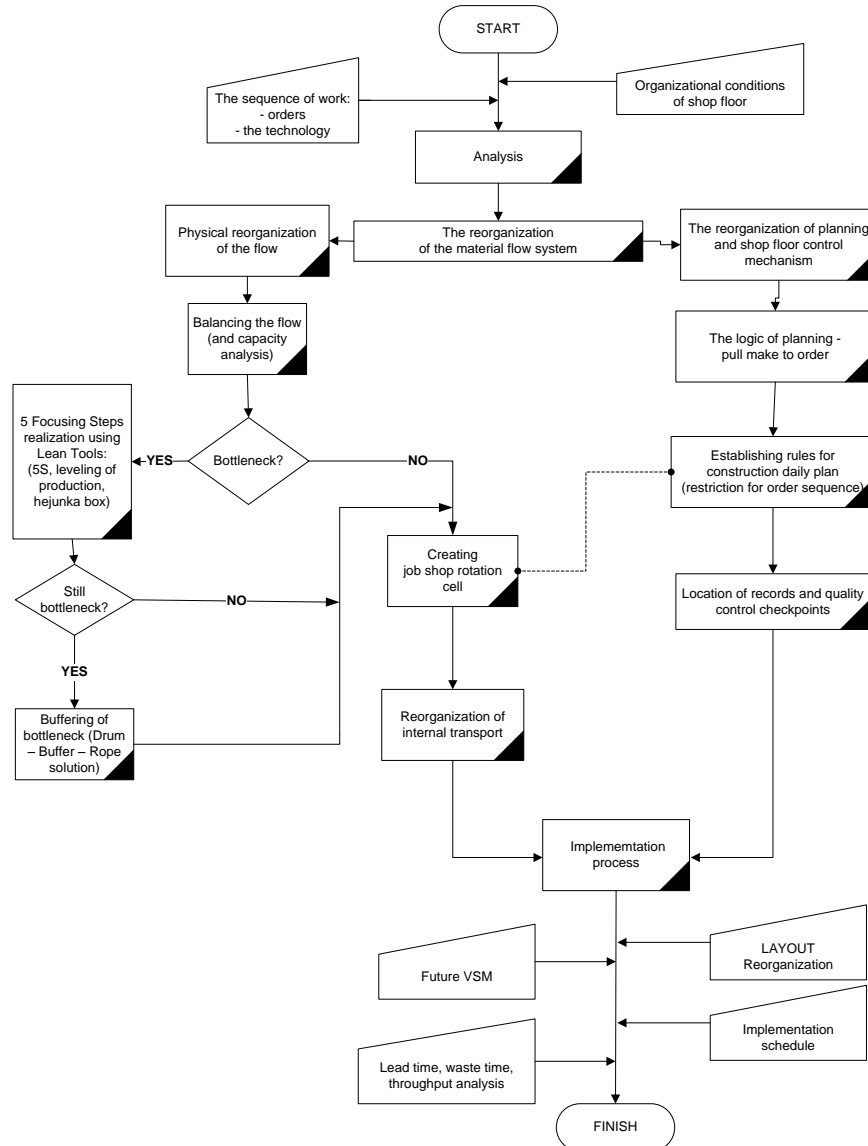 START
The sequence of work:
- orders
- the technology
Organizational conditions
of shop floor
Analysis
Physical reorganization
of the flow
The reorganization
of the material flow system
The reorganization of planning
and shop floor control
mechanism
Balancing the flow
(and capacity
analysis)
The logic of planning -
pull make to order
5 Focusing Steps
realization using
Lean Tools:
(5S, leveling of
production,
hejunka box)
YES
Bottleneck?
NO
Establishing rules for
construction daily plan
(restriction for order sequence)
Creating
job shop rotation
cell
Still
bottleneck?
NO
Location of records and quality
control checkpoints
YES
Buffering of
bottleneck (Drum
– Buffer – Rope
solution)
Reorganization of
internal transport
Implememtation
process
Future VSM
LAYOUT
Reorganization
Implementation
schedule
Lead time, waste time,
throughput analysis
FINISH